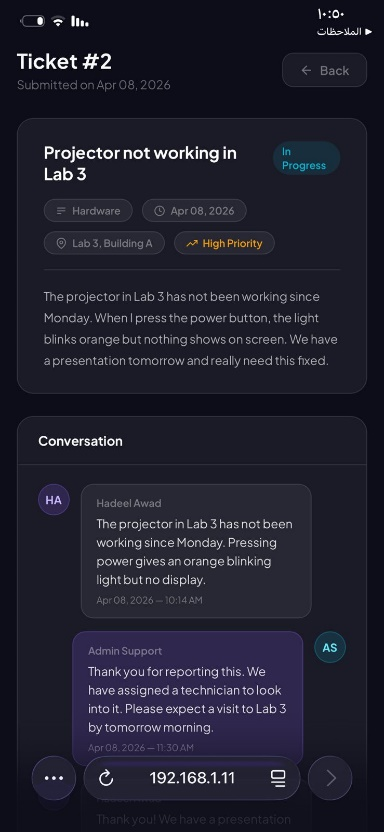 ١٠:٥٠
الملاحظات
Ticket #2
Submitted on Apr 08, 2026
Back
Projector not working in
Lab 3
In
Progress
Hardware
Apr 08, 2026
Lab 3, Building A
High Priority
The projector in Lab 3 has not been working since
Monday. When I press the power button, the light
blinks orange but nothing shows on screen. We have
a presentation tomorrow and really need this fixed.
Conversation
HA
Hadeel Awad
The projector in Lab 3 has not been
working since Monday. Pressing
power gives an orange blinking
light but no display.
Apr 08, 2026 — 10:14 AM
Admin Support
AS
Thank you for reporting this. We
have assigned a technician to look
into it. Please expect a visit to Lab 3
by tomorrow morning.
Apr 08, 2026 — 11:30 AM
192.168.1.11
Thank you! We have a presentation